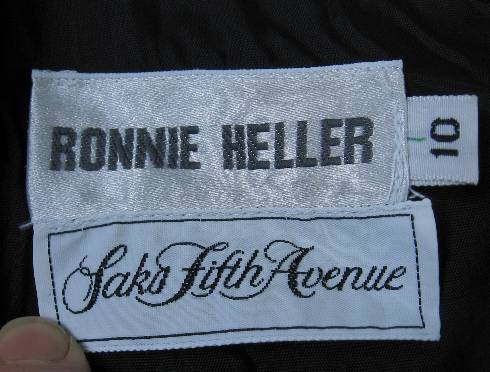 RONNIE HELLER
10
Saks Fifth Avenue